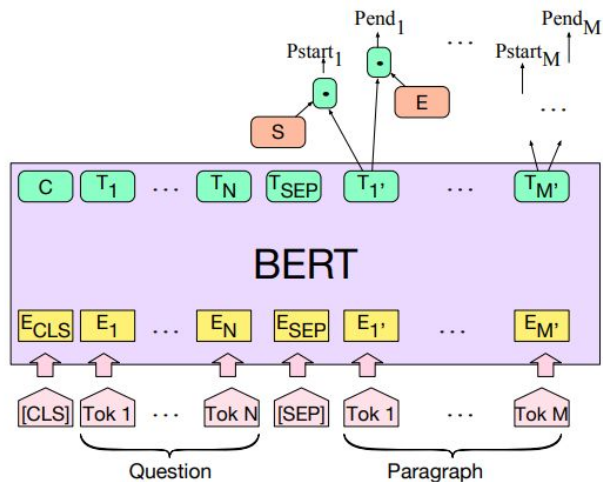 Pend1 PendM
Pstart1 ... PstartM
. . ...
S E
C T1 ... TN TSEP T1' ... TM'
BERT
ECLS E1 ... EN ESEP E1' ... EM'
[CLS] Tok 1 ... Tok N [SEP] Tok 1 ... Tok M
Question Paragraph